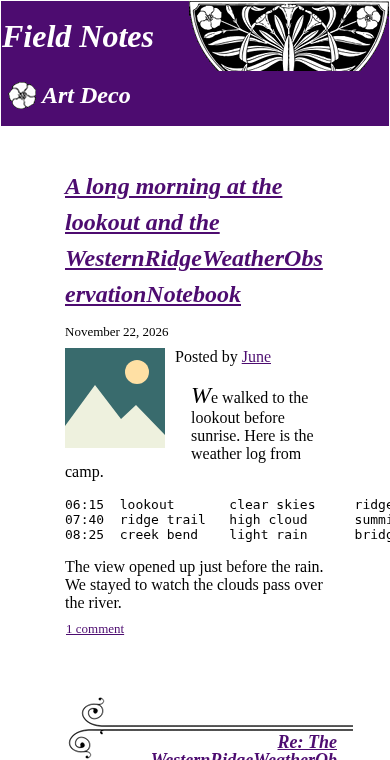 Field Notes
Art Deco
A long morning at the
lookout and the
WesternRidgeWeatherObs
ervationNotebook
November 22, 2026
Posted by June
We walked to the
lookout before
sunrise. Here is the
weather log from
camp.
06:15  lookout       clear skies     ridge
07:40  ridge trail   high cloud      summi
08:25  creek bend    light rain      bridg
The view opened up just before the rain.
We stayed to watch the clouds pass over
the river.
1 comment
Re: The
WesternRidgeWeatherOb